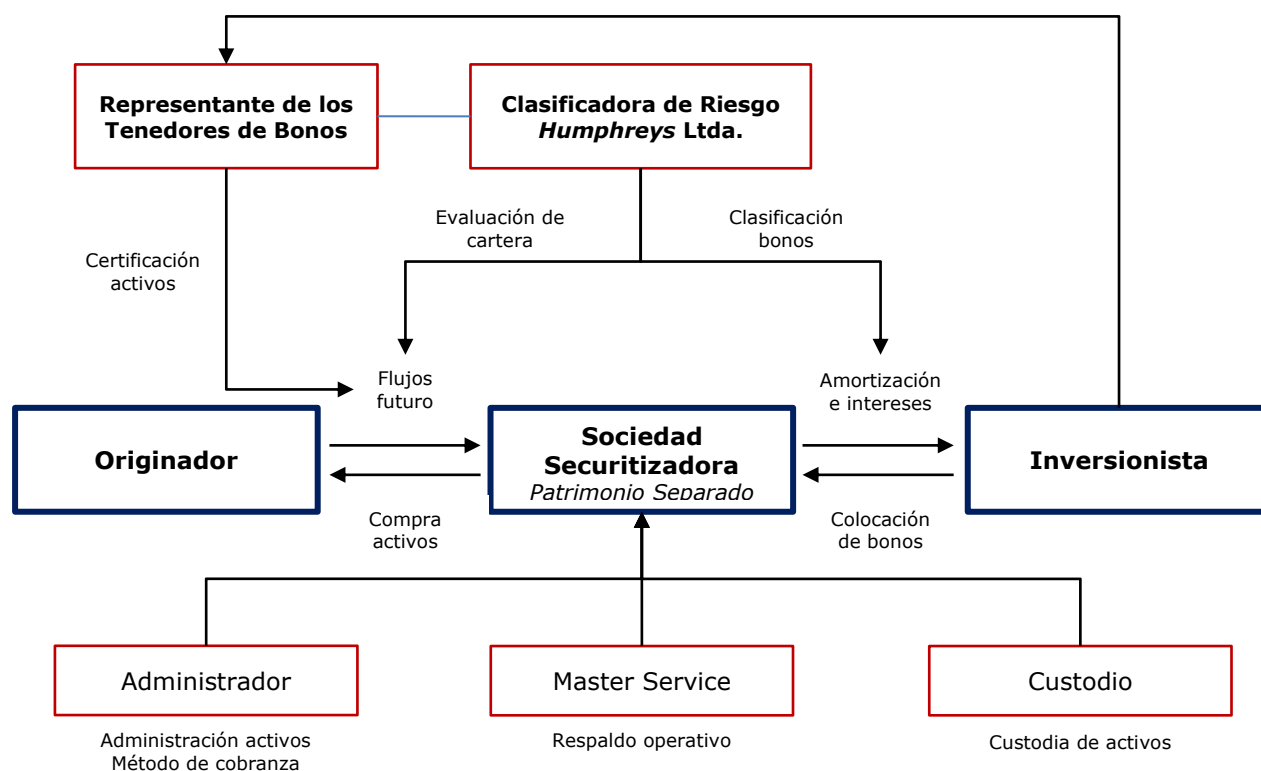 Representante de los
Tenedores de Bonos
Clasificadora de Riesgo
Humphreys Ltda.
Evaluación de
cartera
Clasificación
bonos
Certificación
activos
Flujos
futuro
Amortización
e intereses
Originador
Sociedad
Securitizadora
Patrimonio Separado
Inversionista
Compra
activos
Colocación
de bonos
Administrador
Master Service
Custodio
Administración activos
Método de cobranza
Respaldo operativo
Custodia de activos